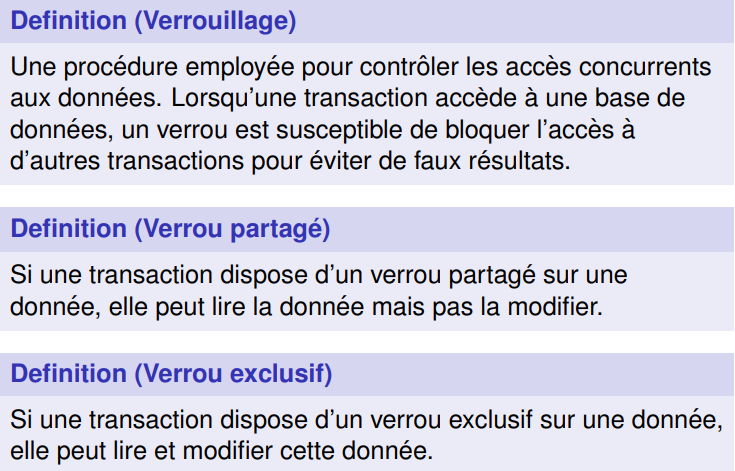 Definition (Verrouillage)
Une procédure employée pour contrôler les accès concurrents
aux données. Lorsqu'une transaction accède à une base de
données, un verrou est susceptible de bloquer l'accès à
d'autres transactions pour éviter de faux résultats.
Definition (Verrou partagé)
Si une transaction dispose d'un verrou partagé sur une
donnée, elle peut lire la donnée mais pas la modifier.
Definition (Verrou exclusif)
Si une transaction dispose d'un verrou exclusif sur une donnée,
elle peut lire et modifier cette donnée.